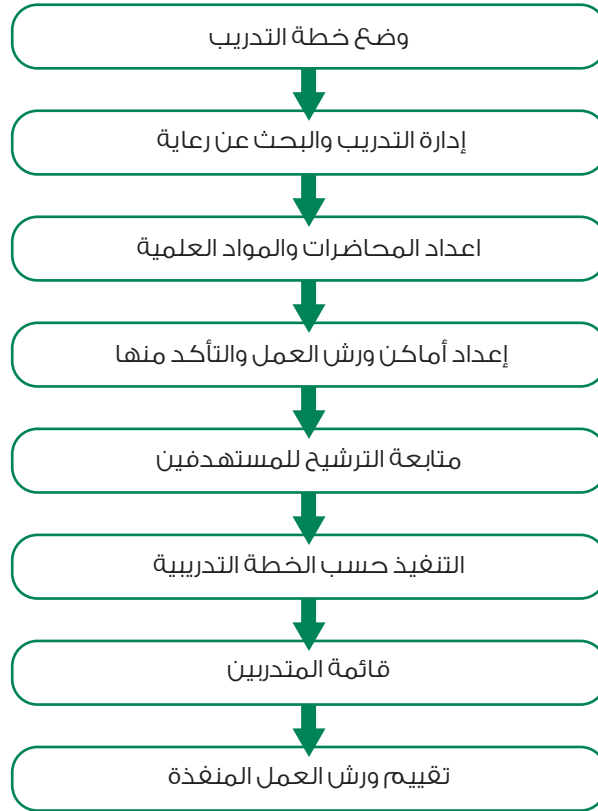 وضع خطة التدريب
إدارة التدريب والبحث عن رعاية
اعداد المحاضرات والمواد العلمية
إعداد أماكن ورش العمل والتأكد منها
متابعة الترشيح للمستهدفين
التنفيذ حسب الخطة التدريبية
قائمة المتدربين
تقييم ورش العمل المنفذة